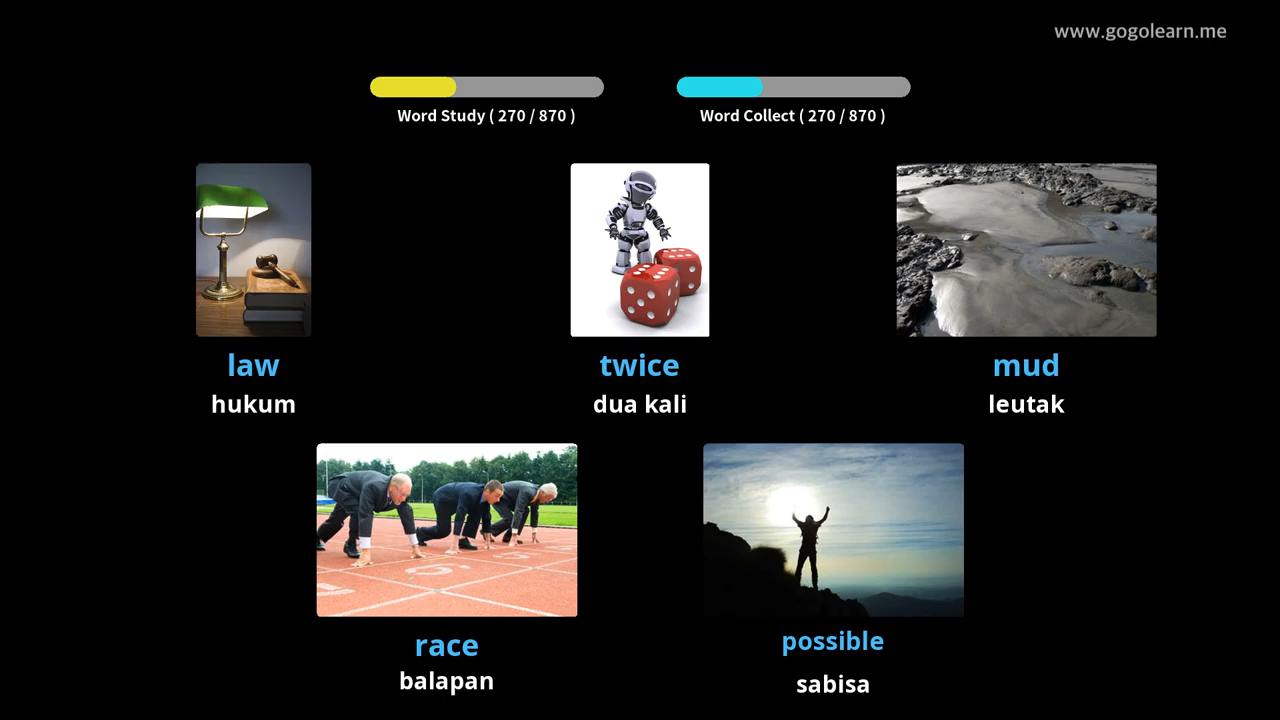 www.gogolearn.me
Word Study ( 270 / 870 )
Word Collect ( 270 / 870 )
law
hukum
twice
dua kali
mud
leutak
race
balapan
possible
sabisa